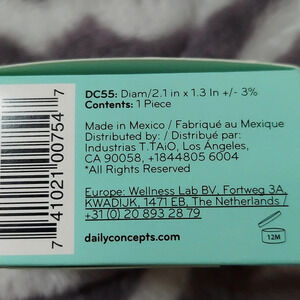 DC55: Diam/2.1 in x 1.3 In +/- 3%
Contents: 1 Piece
Made in Mexico / Fabriqué au Mexique
Distributed by: / Distribué par:
Industrias T.TAiO, Los Ángeles,
CA 90058, +1844805 6004
*All Rights Reserved
Europe: Wellness Lab BV, Fortweg 3A,
KWADIJK, 1471 EB, The Netherlands /
+31 (0) 20 893 28 79
dailyconcepts.com
12M
7 41021 00754 7